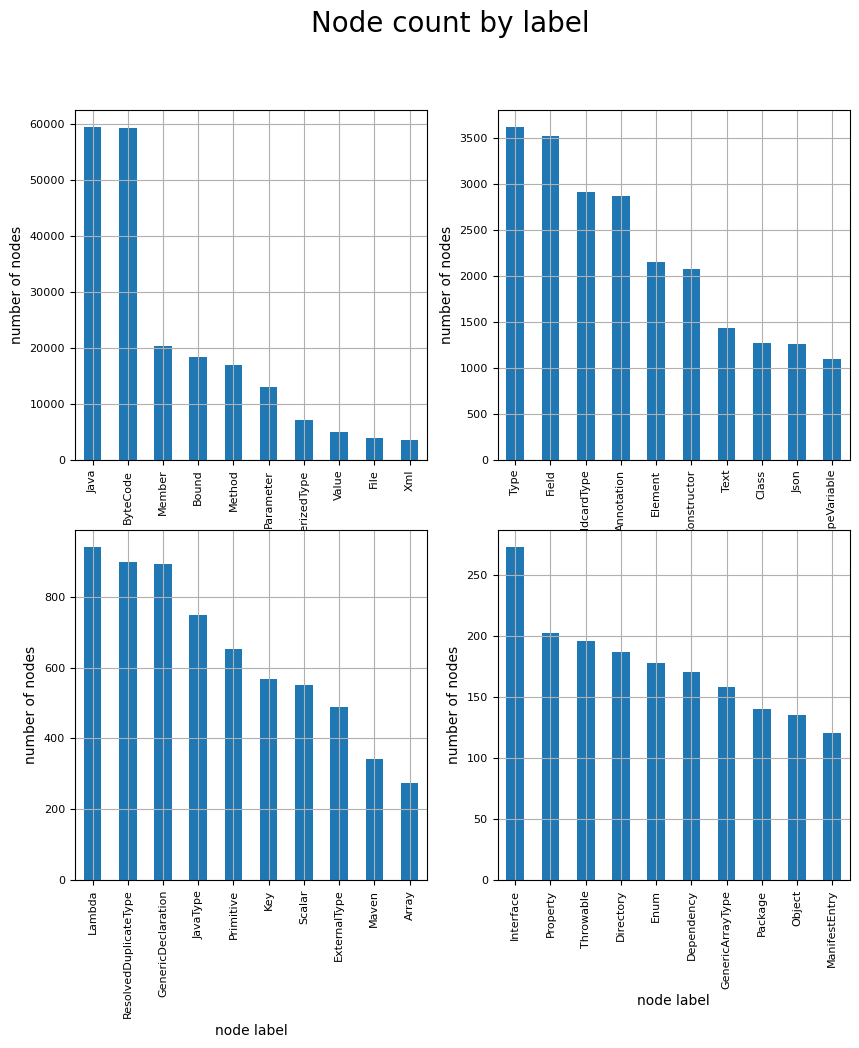 Node count by label
number of nodes
60000
50000
40000
30000
20000
10000
0
Java
ByteCode
Member
Bound
Method
Parameter
erizedType
Value
File
Xml
number of nodes
3500
3000
2500
2000
1500
1000
500
0
Type
Field
ldcardType
Annotation
Element
onstructor
Text
Class
Json
peVariable
number of nodes
800
600
400
200
0
Lambda
ResolvedDuplicateType
GenericDeclaration
JavaType
Primitive
Key
Scalar
ExternalType
Maven
Array
node label
number of nodes
250
200
150
100
50
0
Interface
Property
Throwable
Directory
Enum
Dependency
GenericArrayType
Package
Object
ManifestEntry
node label